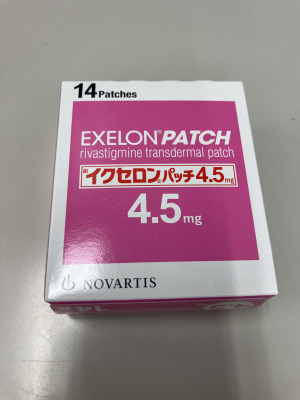 14 Patches
EXELON® PATCH
rivastigmine transdermal patch
イクセロン®パッチ4.5mg
4.5mg
NOVARTIS
14